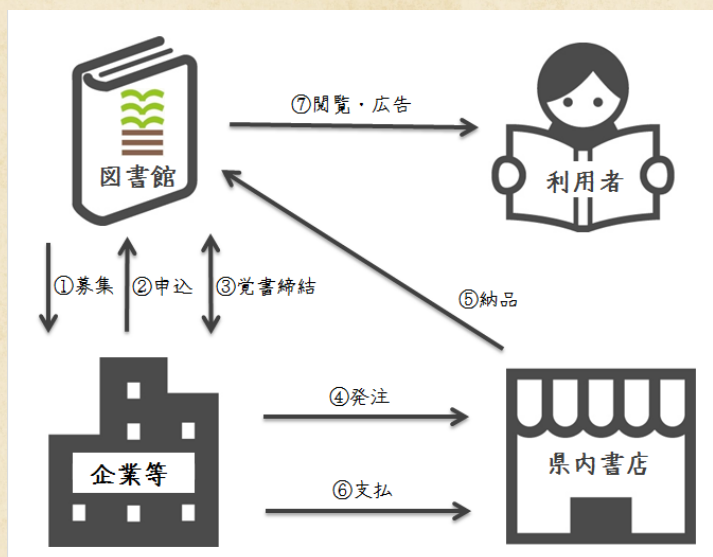 ⑦閲覧・広告
図書館
利用者
①募集
②申込
③覚書締結
⑤納品
④発注
企業等
県内書店
⑥支払